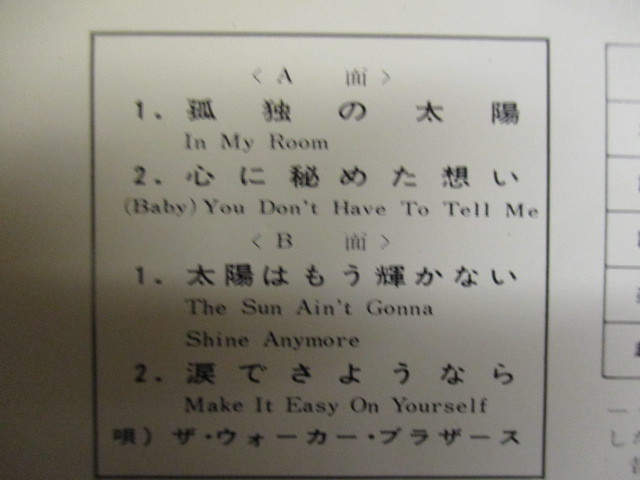 〈A 面〉
1. 孤独の太陽
In My Room
2. 心に秘めた想い
(Baby) You Don't Have To Tell Me
〈B 面〉
1. 太陽はもう輝かない
The Sun Ain't Gonna
Shine Anymore
2. 涙でさようなら
Make It Easy On Yourself
唄) ザ・ウォーカー・ブラザース